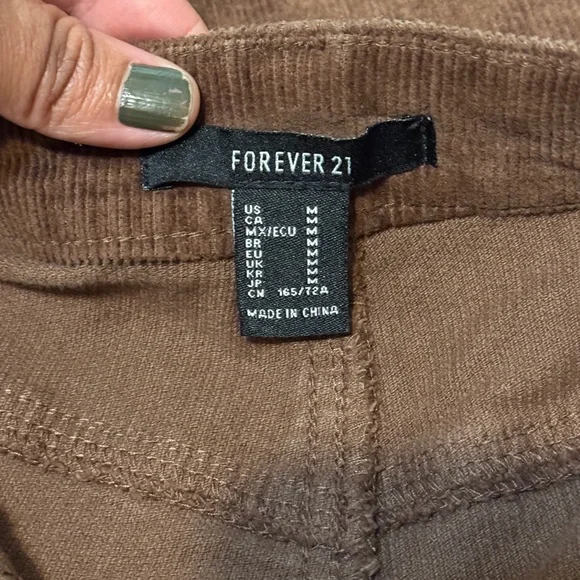 FOREVER 21
US M
CA M
MX/ECU M
BR M
EU M
UK M
KR M
JP M
CN 165/72A
MADE IN CHINA